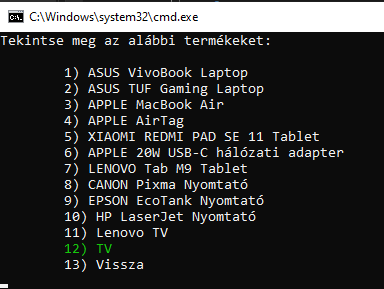 C:\Windows\system32\cmd.exe
Tekintse meg az alábbi termékeket:
1) ASUS VivoBook Laptop
2) ASUS TUF Gaming Laptop
3) APPLE MacBook Air
4) APPLE AirTag
5) XIAOMI REDMI PAD SE 11 Tablet
6) APPLE 20W USB-C hálózati adapter
7) LENOVO Tab M9 Tablet
8) CANON Pixma Nyomtató
9) EPSON EcoTank Nyomtató
10) HP LaserJet Nyomtató
11) Lenovo TV
12) TV
13) Vissza